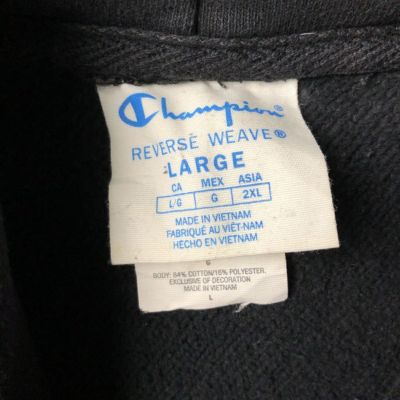 Champion
REVERSE WEAVE®
LARGE
CA MEX ASIA
L/G G 2XL
MADE IN VIETNAM
FABRIQUÉ AU VIÊT-NAM
HECHO EN VIETNAM
G
BODY: 84% COTTON/16% POLYESTER.
EXCLUSIVE OF DECORATION
MADE IN VIETNAM
L